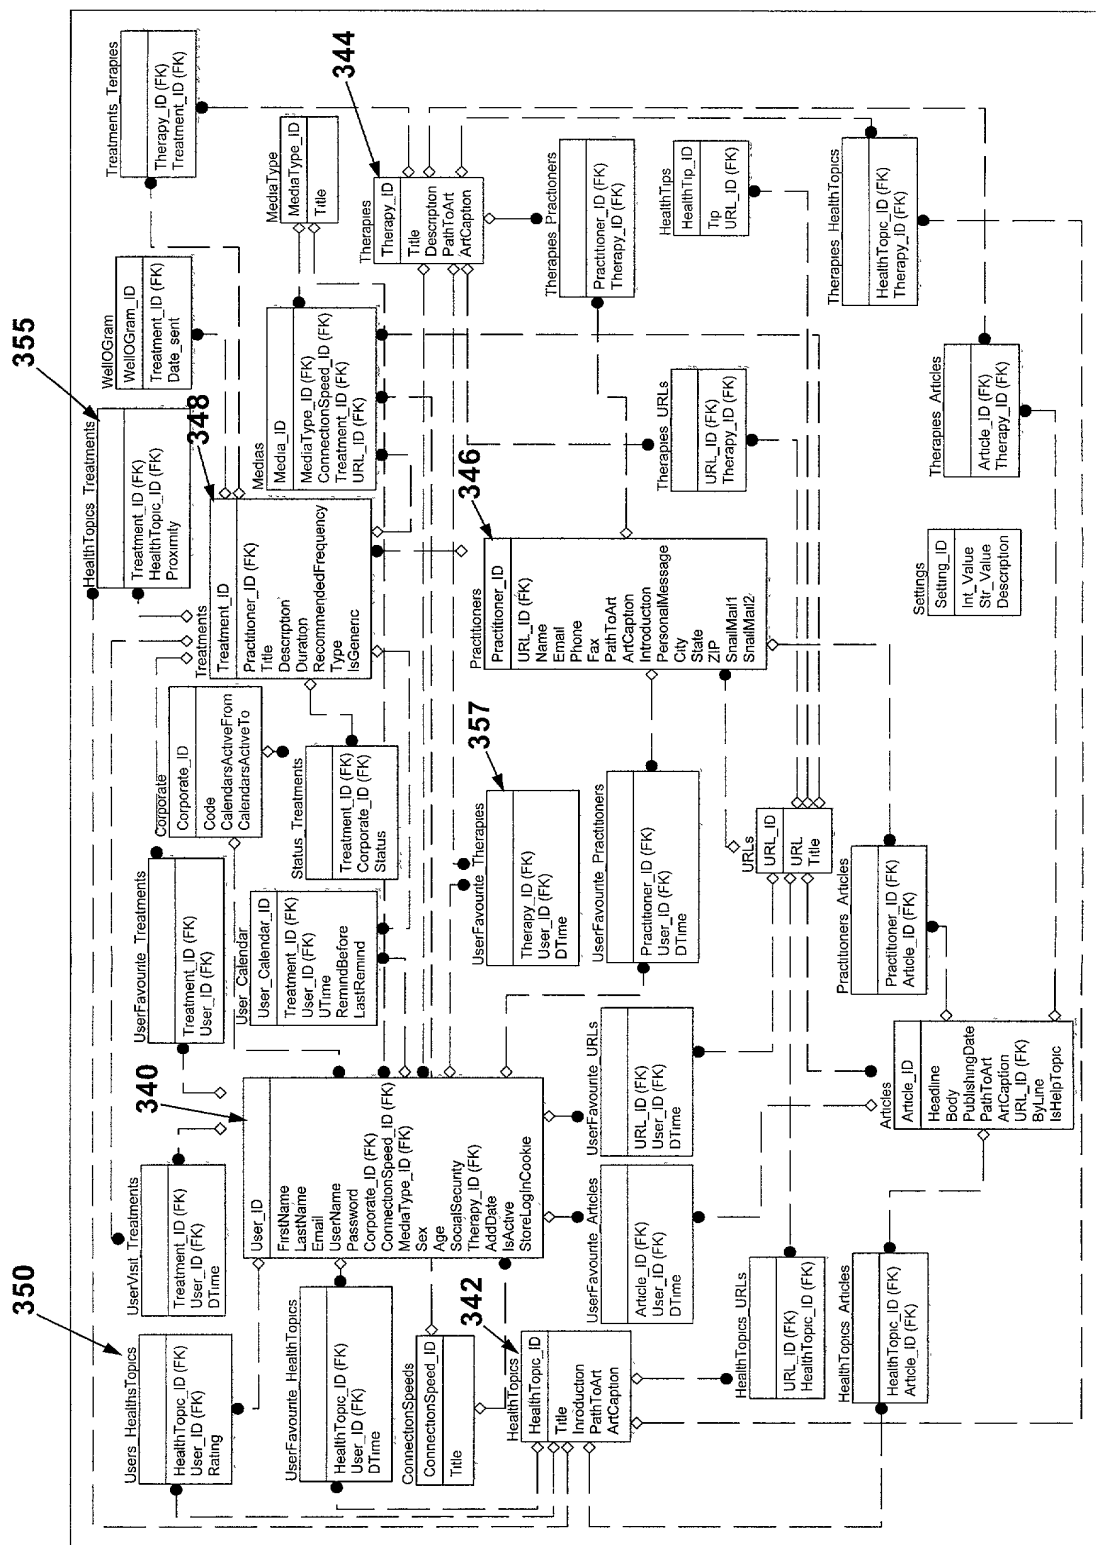 Users_HealthsTopics
HealthTopic_ID (FK)
User_ID (FK)
Rating
350
UserVisit_Treatments
Treatment_ID (FK)
User_ID (FK)
DTime
UserFavourite_Treatments
Treatment_ID (FK)
User_ID (FK)
Corporate
Corporate_ID
Code
CalendarsActiveFrom
CalendarsActiveTo
HealthTopics_Treatments
Treatment_ID (FK)
HealthTopic_ID (FK)
Proximity
355
WellOGram
WellOGram_ID
Treatment_ID (FK)
Date_sent
Treatments_Terapies
Therapy_ID (FK)
Treatment_ID (FK)
UserFavourite_HealthTopics
HealthTopic_ID (FK)
User_ID (FK)
DTime
340
User_ID
FirstName
LastName
Email
UserName
Password
Corporate_ID (FK)
ConnectionSpeed_ID (FK)
MediaType_ID (FK)
Sex
Age
SocialSecurity
Therapy_ID (FK)
AddDate
IsActive
StoreLogInCookie
User_Calendar
User_Calendar_ID
Treatment_ID (FK)
User_ID (FK)
UTime
RemindBefore
LastRemind
Status_Treatments
Treatment_ID (FK)
Corporate_ID (FK)
Status
Treatments
Treatment_ID
Practitioner_ID (FK)
Title
Description
Duration
RecommendedFrequency
Type
IsGeneric
348
Medias
Media_ID
MediaType_ID (FK)
ConnectionSpeed_ID (FK)
Treatment_ID (FK)
URL_ID (FK)
MediaType
MediaType_ID
Title
344
Therapies
Therapy_ID
Title
Description
PathToArt
ArtCaption
ConnectionSpeeds
ConnectionSpeed_ID
Title
342
HealthTopics
HealthTopic_ID
Title
Inroduction
PathToArt
ArtCaption
UserFavourite_Therapies
Therapy_ID (FK)
User_ID (FK)
DTime
357
Practitioners
Practitioner_ID
URL_ID (FK)
Name
Email
Phone
Fax
PathToArt
ArtCaption
Introduction
PersonalMessage
City
State
ZIP
SnailMail1
SnailMail2
346
Therapies_Practioners
Practitioner_ID (FK)
Therapy_ID (FK)
UserFavourite_Articles
Article_ID (FK)
User_ID (FK)
DTime
UserFavourite_URLs
URL_ID (FK)
User_ID (FK)
DTime
UserFavourite_Practitioners
Practitioner_ID (FK)
User_ID (FK)
DTime
Therapies_URLs
URL_ID (FK)
Therapy_ID (FK)
HealthTips
HealthTip_ID
Tip
URL_ID (FK)
HealthTopics_URLs
URL_ID (FK)
HealthTopic_ID (FK)
URLs
URL_ID
URL
Title
HealthTopics_Articles
HealthTopic_ID (FK)
Article_ID (FK)
Articles
Article_ID
Headline
Body
PublishingDate
PathToArt
ArtCaption
URL_ID (FK)
ByLine
IsHelpTopic
Practitioners_Articles
Practitioner_ID (FK)
Article_ID (FK)
Settings
Setting_ID
Int_Value
Str_Value
Description
Therapies_Articles
Article_ID (FK)
Therapy_ID (FK)
Therapies_HealthTopics
HealthTopic_ID (FK)
Therapy_ID (FK)